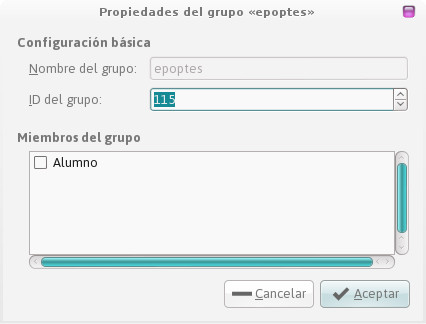 Propiedades del grupo «epoptes»
Configuración básica
Nombre del grupo: epoptes
ID del grupo: 115
Miembros del grupo
Alumno
Cancelar Aceptar